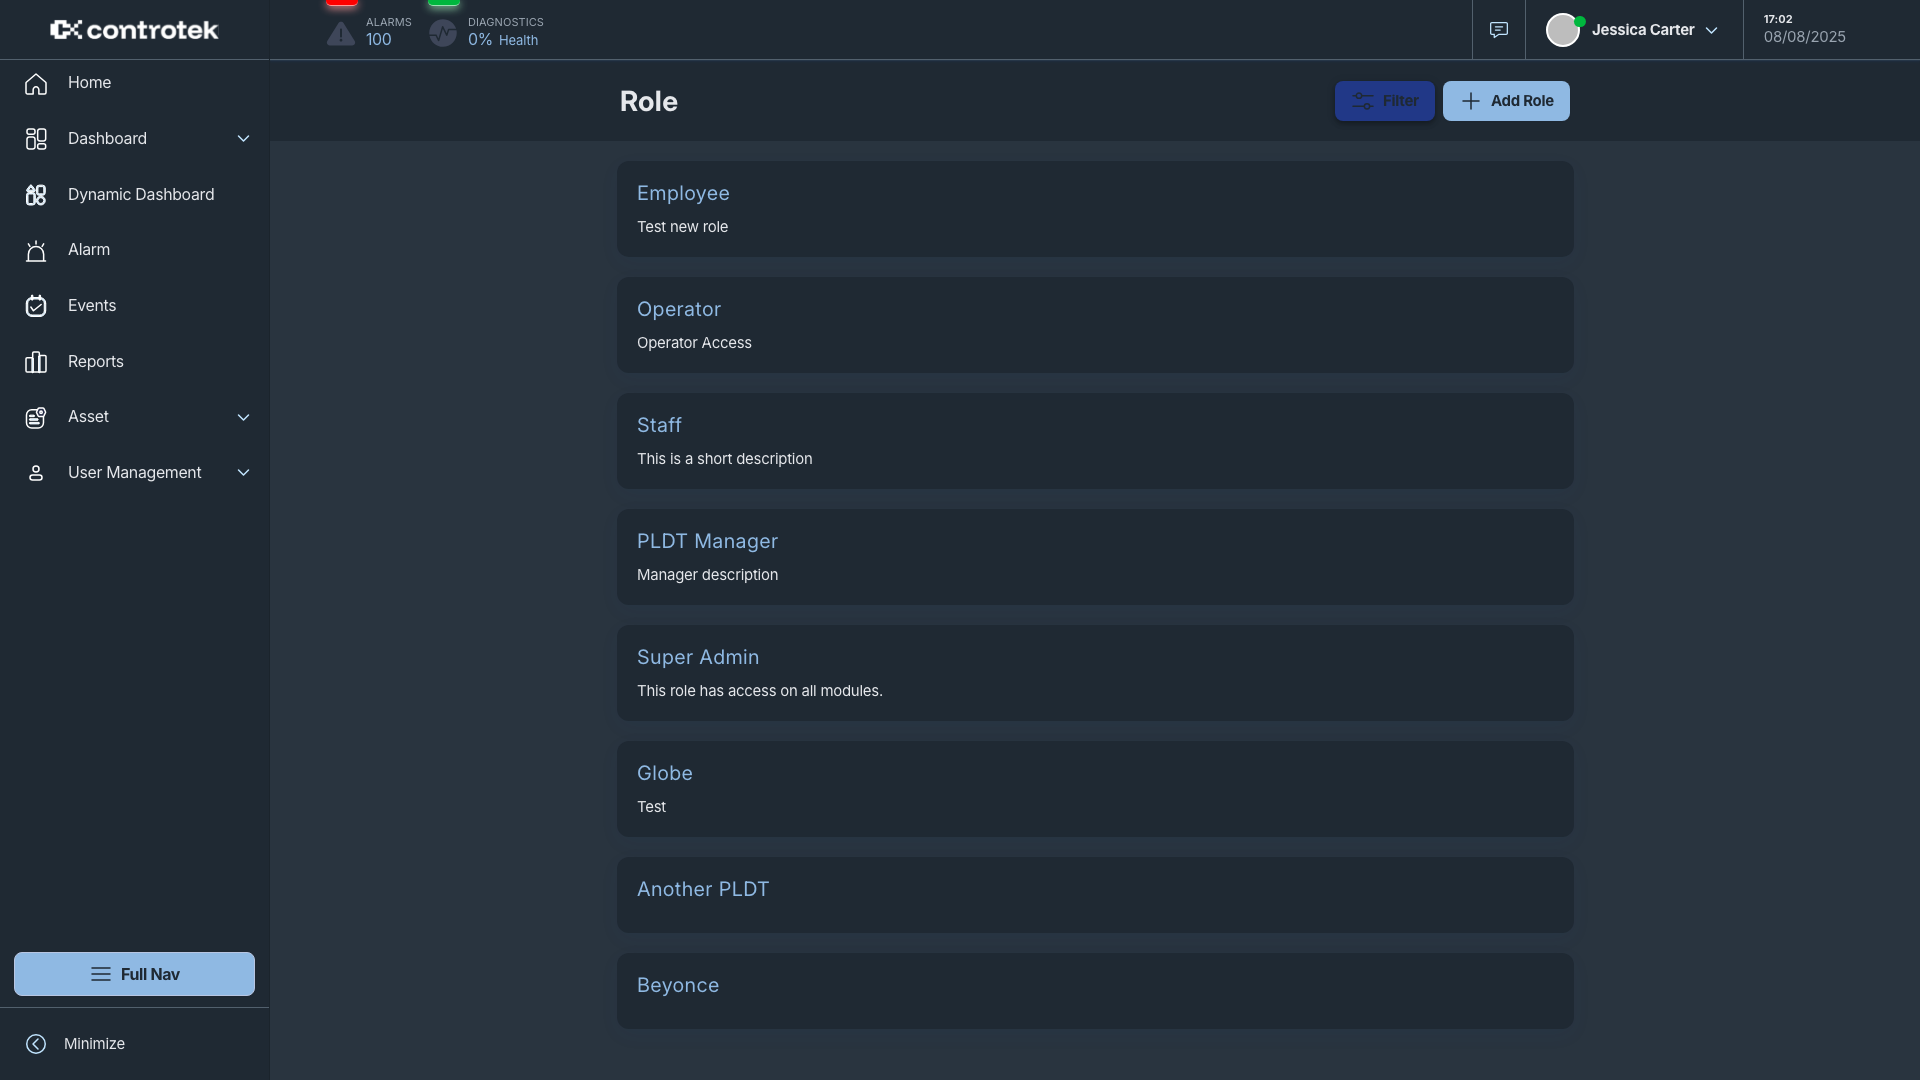 controtek
ALARMS
100
DIAGNOSTICS
0% Health
Jessica Carter
17:02
08/08/2025
Home
Dashboard
Dynamic Dashboard
Alarm
Events
Reports
Asset
User Management
Full Nav
Minimize
Role
Filter
Add Role
Employee
Test new role
Operator
Operator Access
Staff
This is a short description
PLDT Manager
Manager description
Super Admin
This role has access on all modules.
Globe
Test
Another PLDT
Beyonce